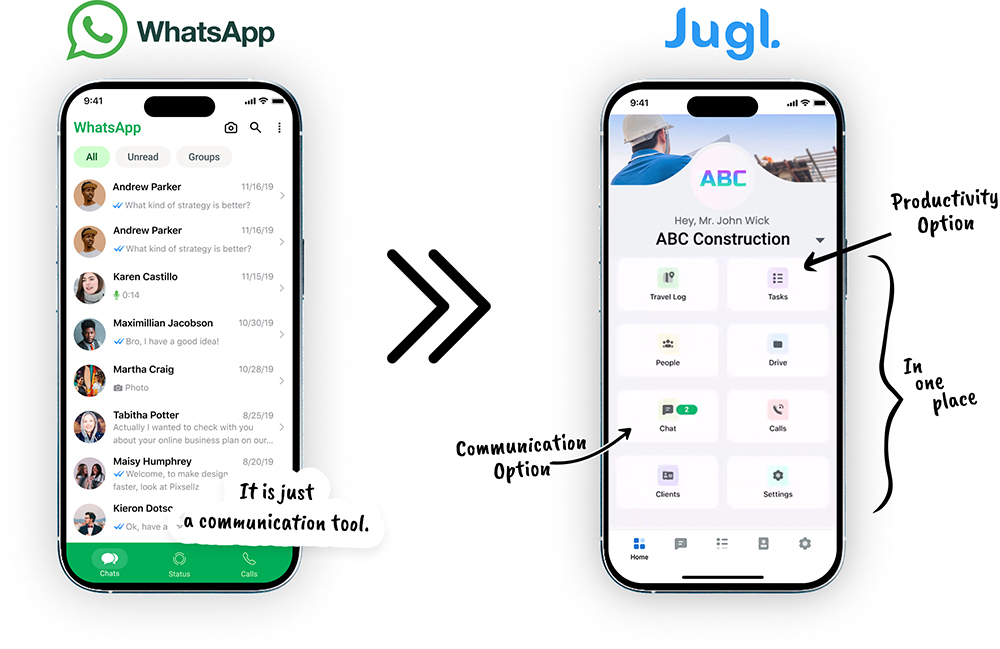 WhatsApp
9:41
WhatsApp
All
Unread
Groups
Andrew Parker
11/16/19
What kind of strategy is better?
Andrew Parker
11/16/19
What kind of strategy is better?
Karen Castillo
11/15/19
0:14
Maximillian Jacobson
10/30/19
Bro, I have a good idea!
Martha Craig
10/28/19
Photo
Tabitha Potter
8/25/19
Actually I wanted to check with you
about your online business plan on our...
Maisy Humphrey
8/20/19
Welcome, to make design
faster, look at Pixsellz
Kieron Dotso
Ok, have a
It is just
a communication tool.
Chats
Status
Calls
Jugl.
9:41
ABC
Hey, Mr. John Wick
ABC Construction
Travel Log
Tasks
People
Drive
Chat
2
Calls
Clients
Settings
Home
Productivity
Option
In
one
place
Communication
Option